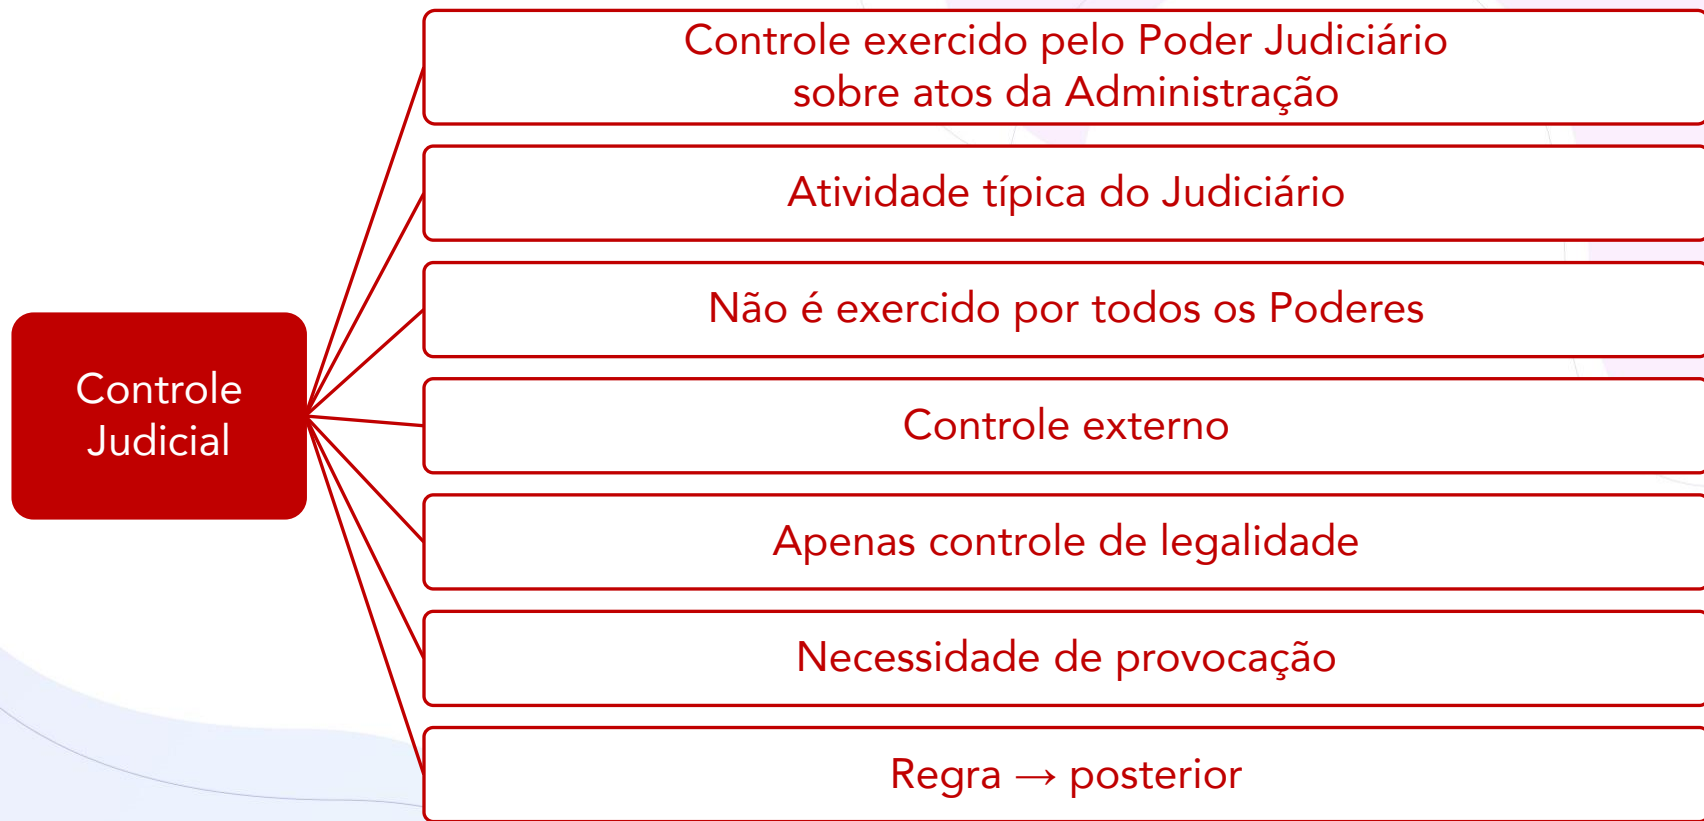 Controle
Judicial
Controle exercido pelo Poder Judiciário
sobre atos da Administração
Atividade típica do Judiciário
Não é exercido por todos os Poderes
Controle externo
Apenas controle de legalidade
Necessidade de provocação
Regra → posterior